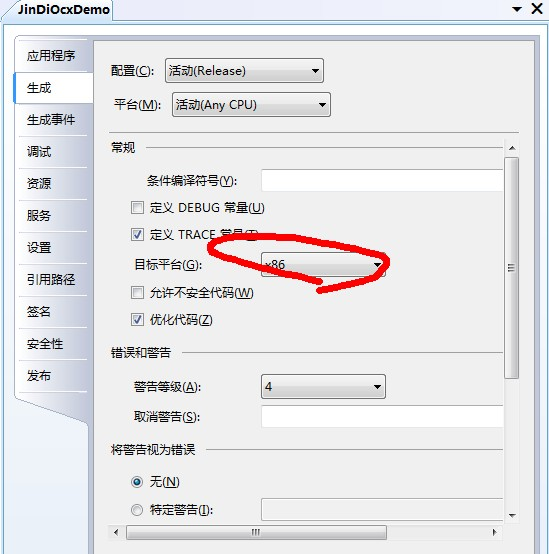 JinDiOcxDemo
应用程序
生成
生成事件
调试
资源
服务
设置
引用路径
签名
安全性
发布
配置(C): 活动(Release)
平台(M): 活动(Any CPU)
常规
条件编译符号(Y):
定义 DEBUG 常量(U)
定义 TRACE 常量(T)
目标平台(G): x86
允许不安全代码(W)
优化代码(Z)
错误和警告
警告等级(A): 4
取消警告(S):
将警告视为错误
无(N)
特定警告(I):